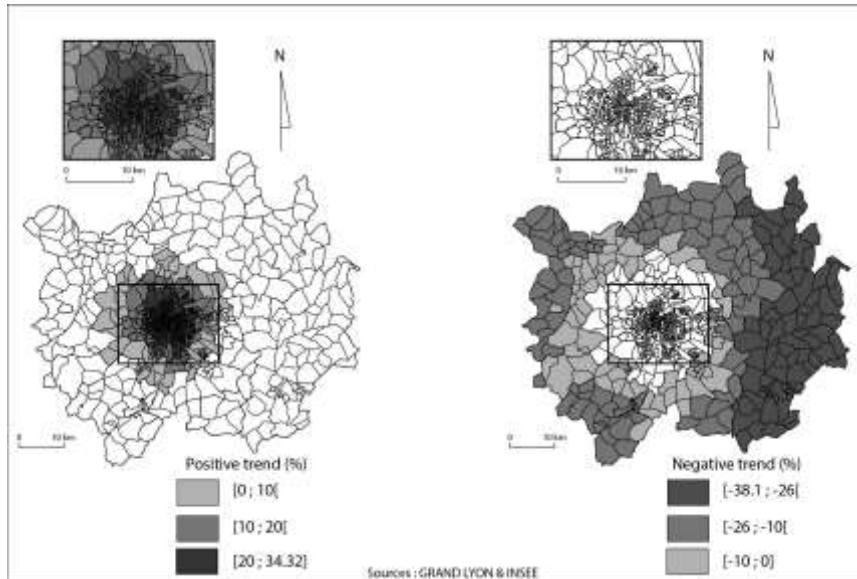 N
N
0 10 km
0 10 km
0 10 km
0 10 km
Positive trend (%)
Negative trend (%)
[0 ; 10[
[-38.1 ; -26[
[10 ; 20[
[-26 ; -10[
[20 ; 34.32]
[-10 ; 0]
Sources : GRAND LYON & INSEE